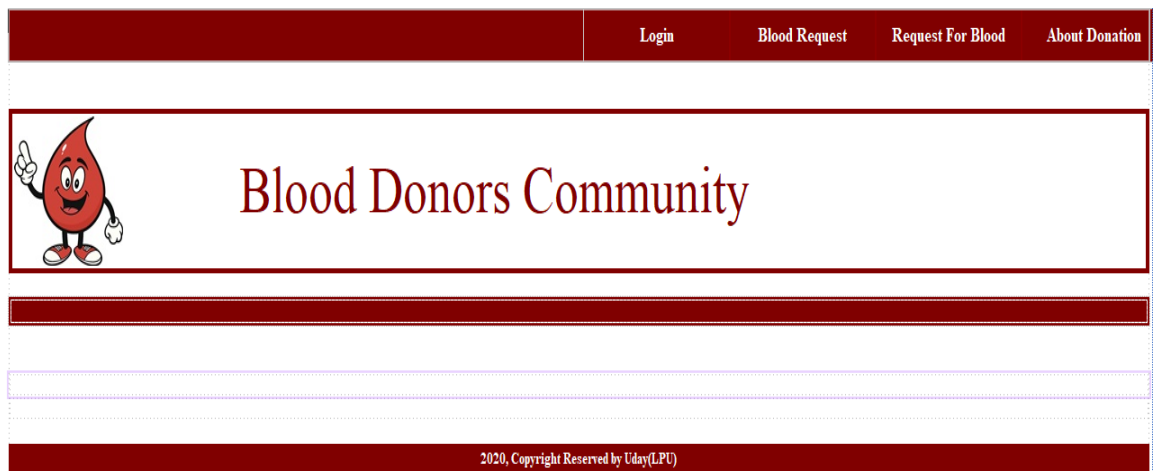 Login Blood Request Request For Blood About Donation
Blood Donors Community
2020, Copyright Reserved by Uday(LPU)